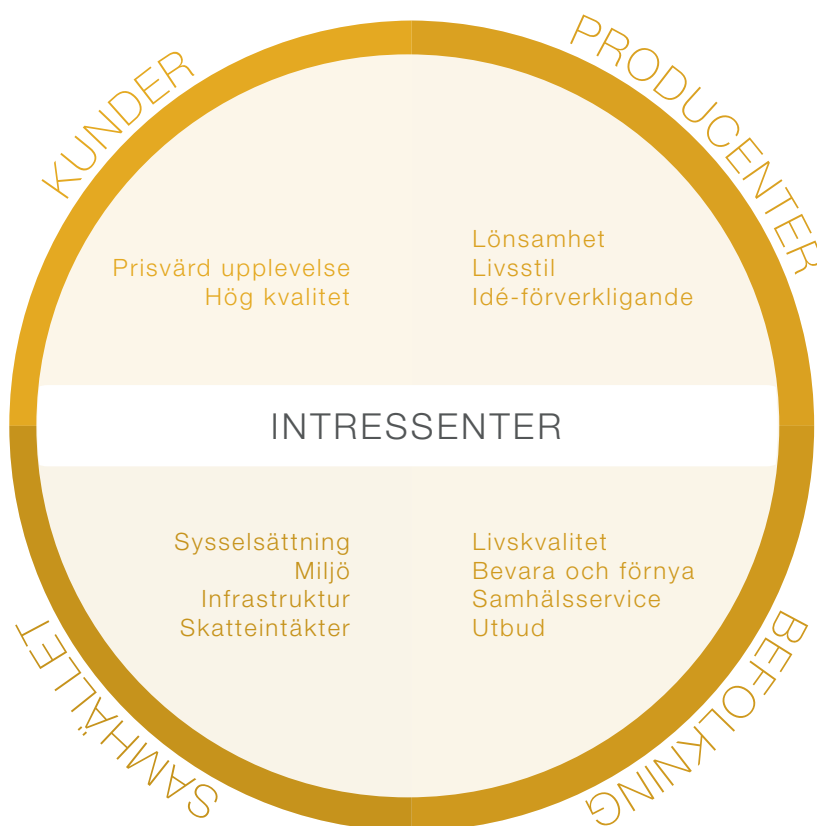 KUNDER
PRODUCENTER
Prisvärd upplevelse
Hög kvalitet
Lönsamhet
Livsstil
Idé-förverkligande
INTRESSENTER
Sysselsättning
Miljö
Infrastruktur
Skatteintäkter
Livskvalitet
Bevara och förnya
Samhälsservice
Utbud
SAMHÄLLET
BEFOLKNING